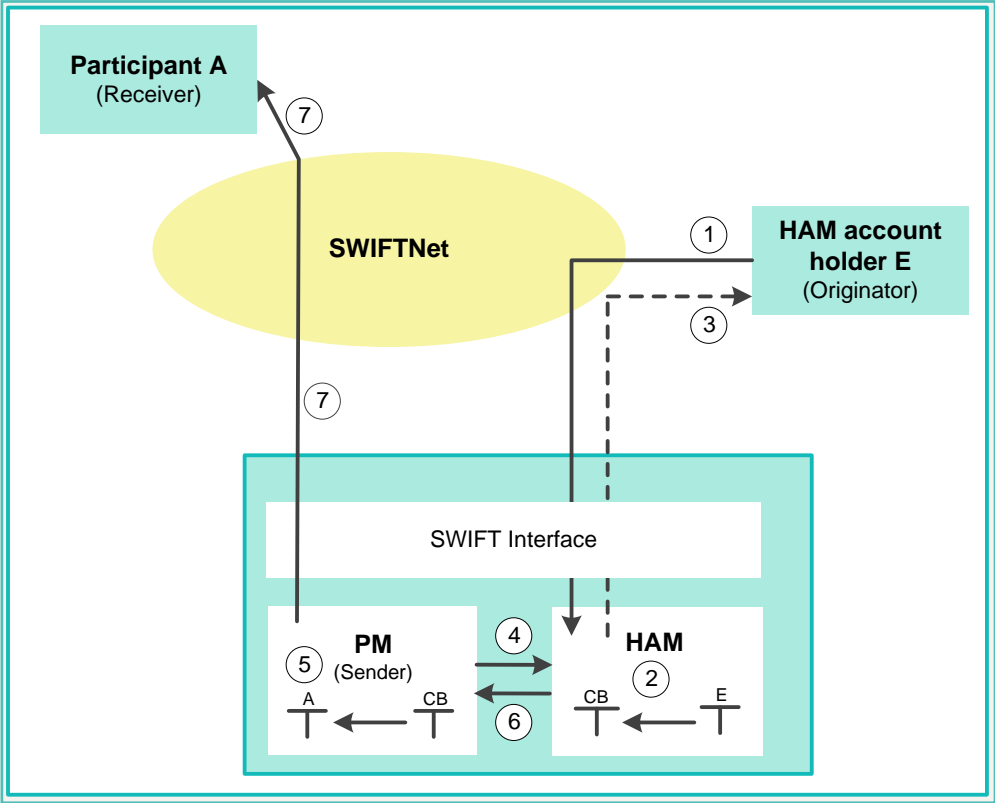 Participant A
(Receiver)
7
SWIFTNet
1
HAM account
holder E
(Originator)
3
7
SWIFT Interface
PM
(Sender)
5
A
CB
4
6
HAM
2
CB
E